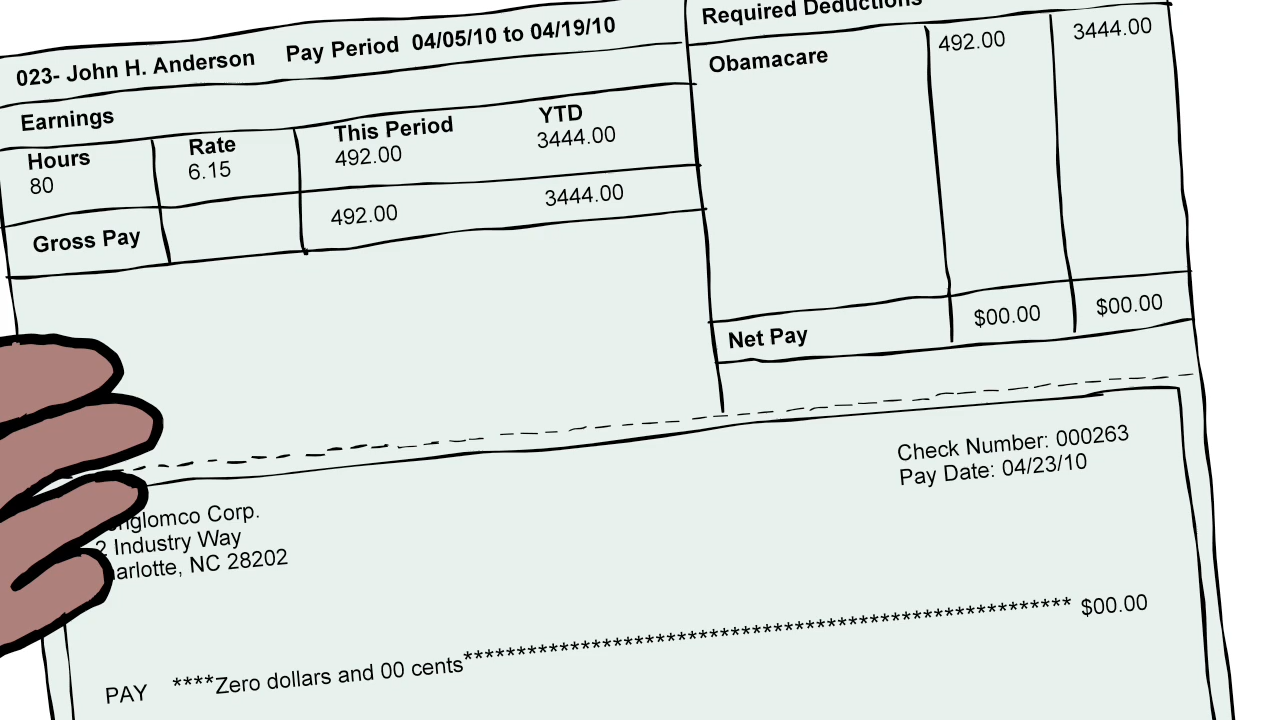 023- John H. Anderson Pay Period 04/05/10 to 04/19/10
Earnings
Hours Rate This Period YTD
80 6.15 492.00 3444.00
Gross Pay 492.00 3444.00
Required Deductions
Obamacare 492.00 3444.00
Net Pay $00.00 $00.00
Check Number: 000263
Pay Date: 04/23/10
Corp.
2 Industry Way
NC 28202
PAY ****Zero dollars and 00 cents********************************************************** $00.00